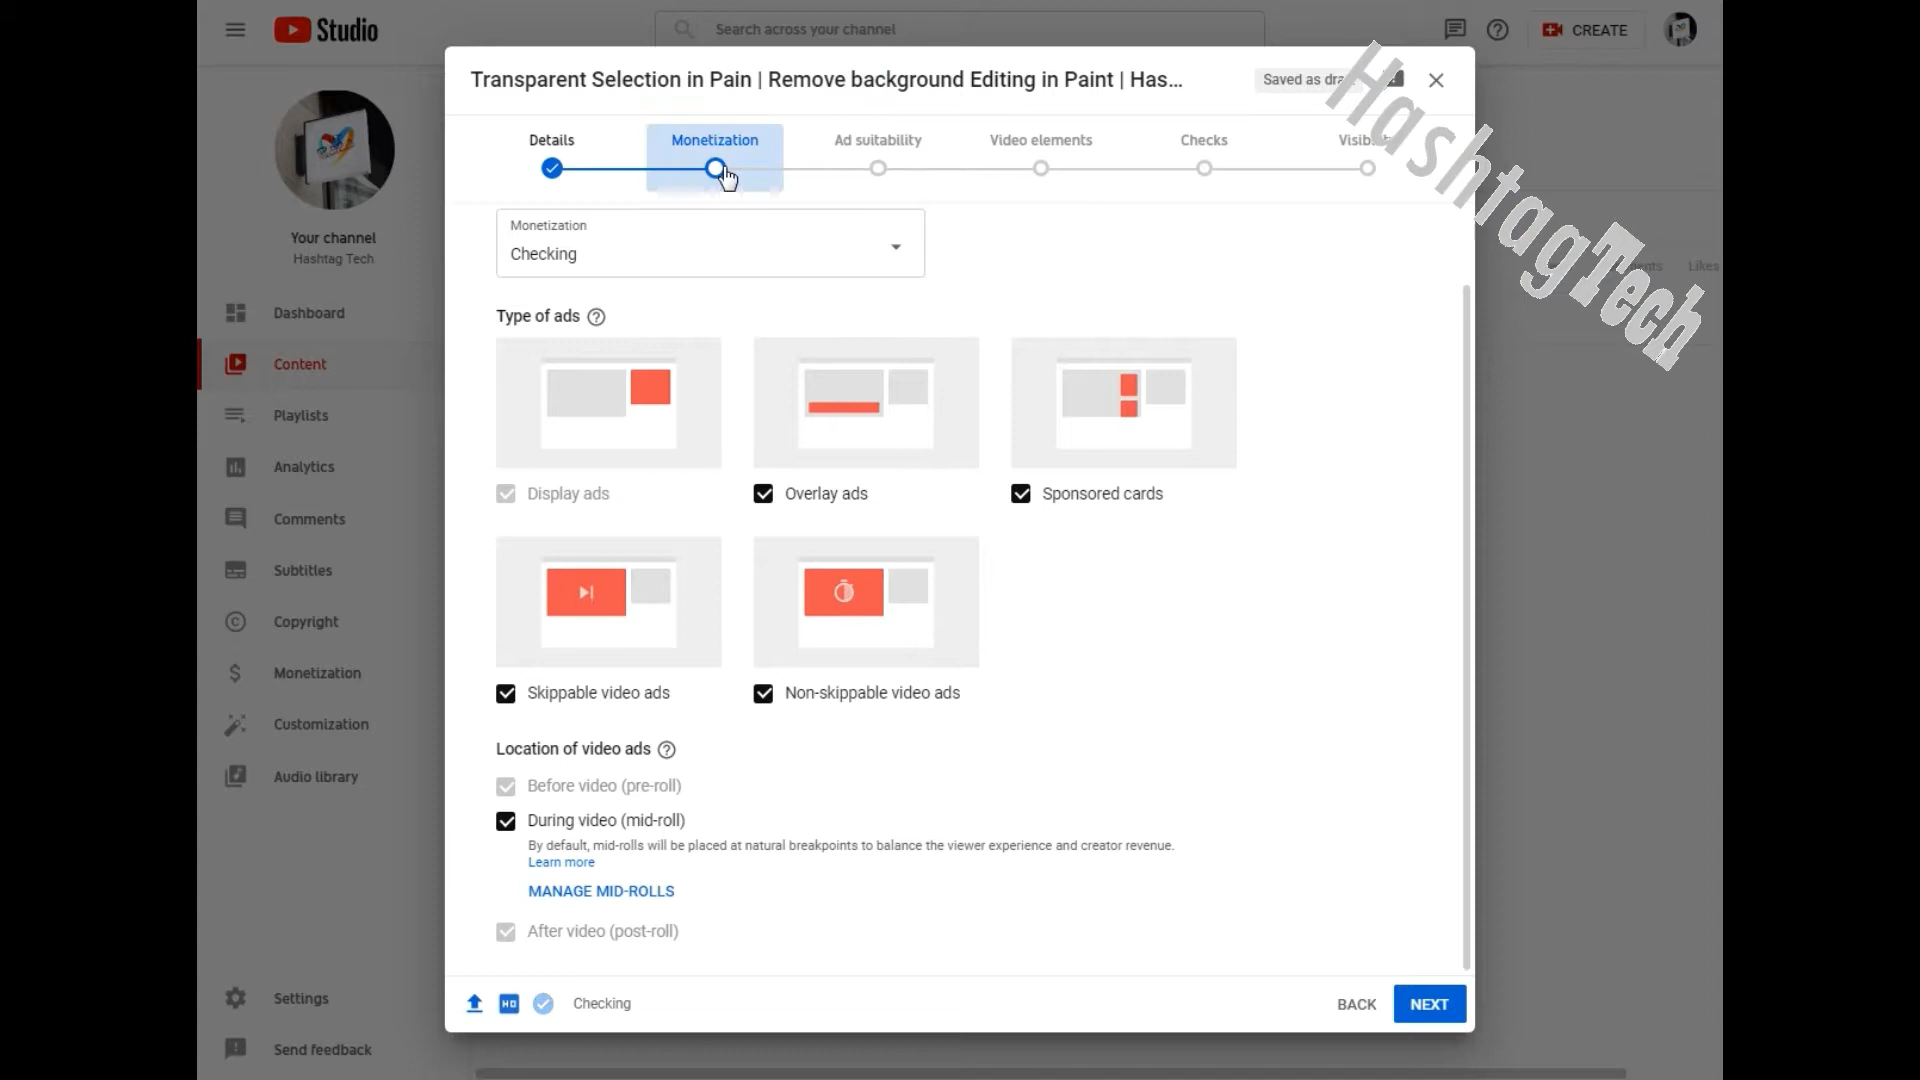 Studio
Search across your channel
CREATE
Transparent Selection in Pain | Remove background Editing in Paint | Has...
Saved as dra
HashtagTech
Details
Monetization
Ad suitability
Video elements
Checks
Visib
Your channel
Hashtag Tech
Dashboard
Content
Playlists
Analytics
Comments
Subtitles
Copyright
Monetization
Customization
Audio library
Settings
Send feedback
Monetization
Checking
Type of ads
Display ads
Overlay ads
Sponsored cards
Skippable video ads
Non-skippable video ads
Location of video ads
Before video (pre-roll)
During video (mid-roll)
By default, mid-rolls will be placed at natural breakpoints to balance the viewer experience and creator revenue.
Learn more
MANAGE MID-ROLLS
After video (post-roll)
HD
Checking
BACK
NEXT
Likes